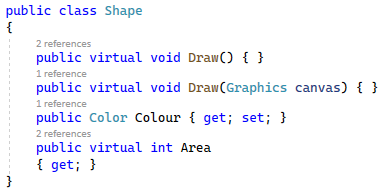 public class Shape
{
2 references
public virtual void Draw() { }
1 reference
public virtual void Draw(Graphics canvas) { }
1 reference
public Color Colour { get; set; }
2 references
public virtual int Area
{ get; }
}